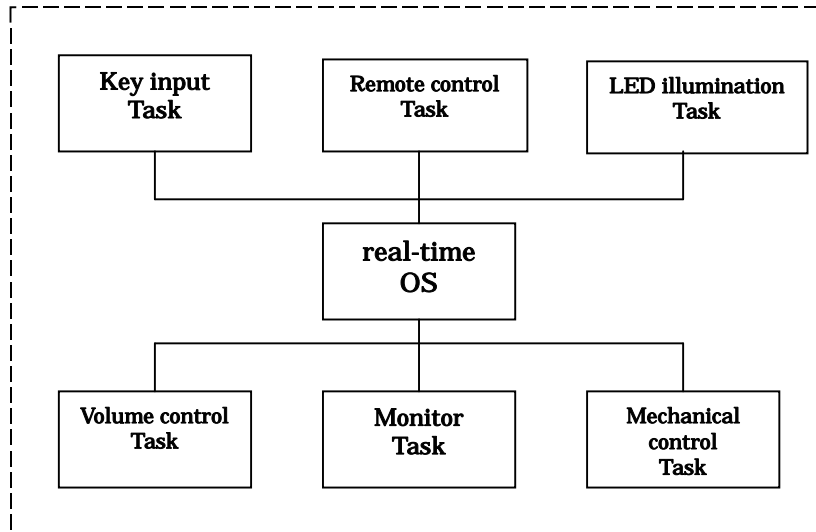 Key input
Task
Remote control
Task
LED illumination
Task
real-time
OS
Volume control
Task
Monitor
Task
Mechanical
control
Task